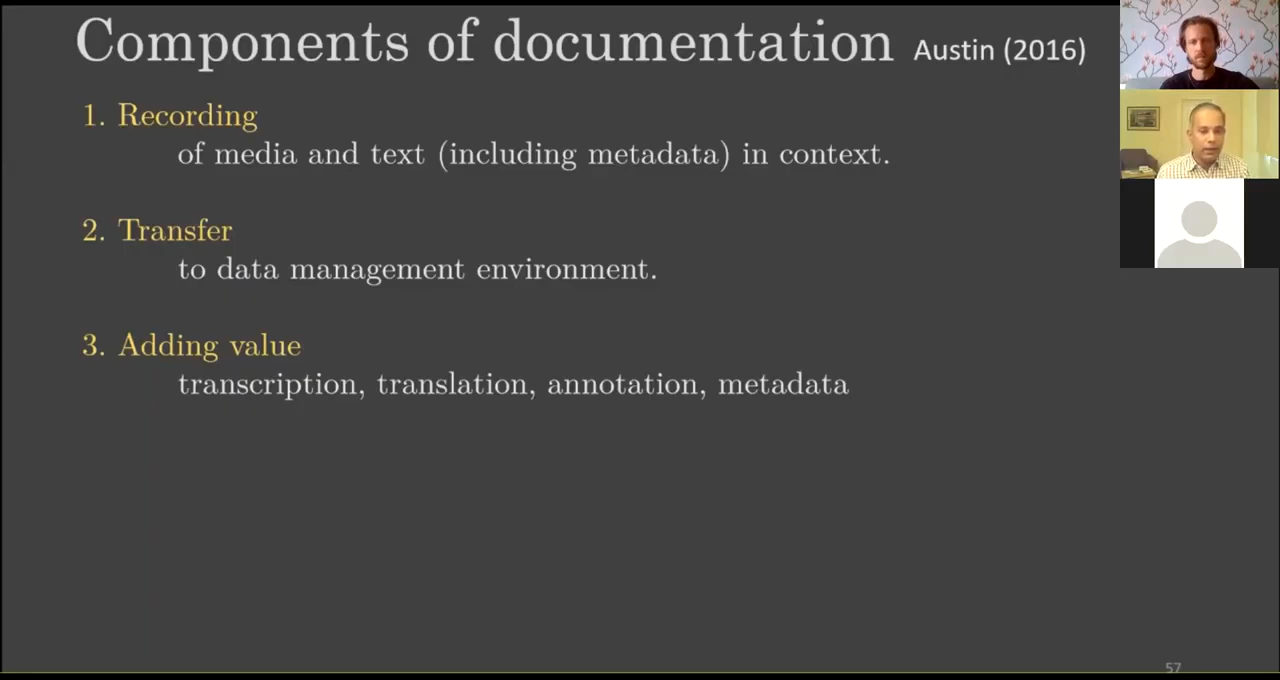 Components of documentation Austin (2016)
1. Recording
of media and text (including metadata) in context.
2. Transfer
to data management environment.
3. Adding value
transcription, translation, annotation, metadata
57